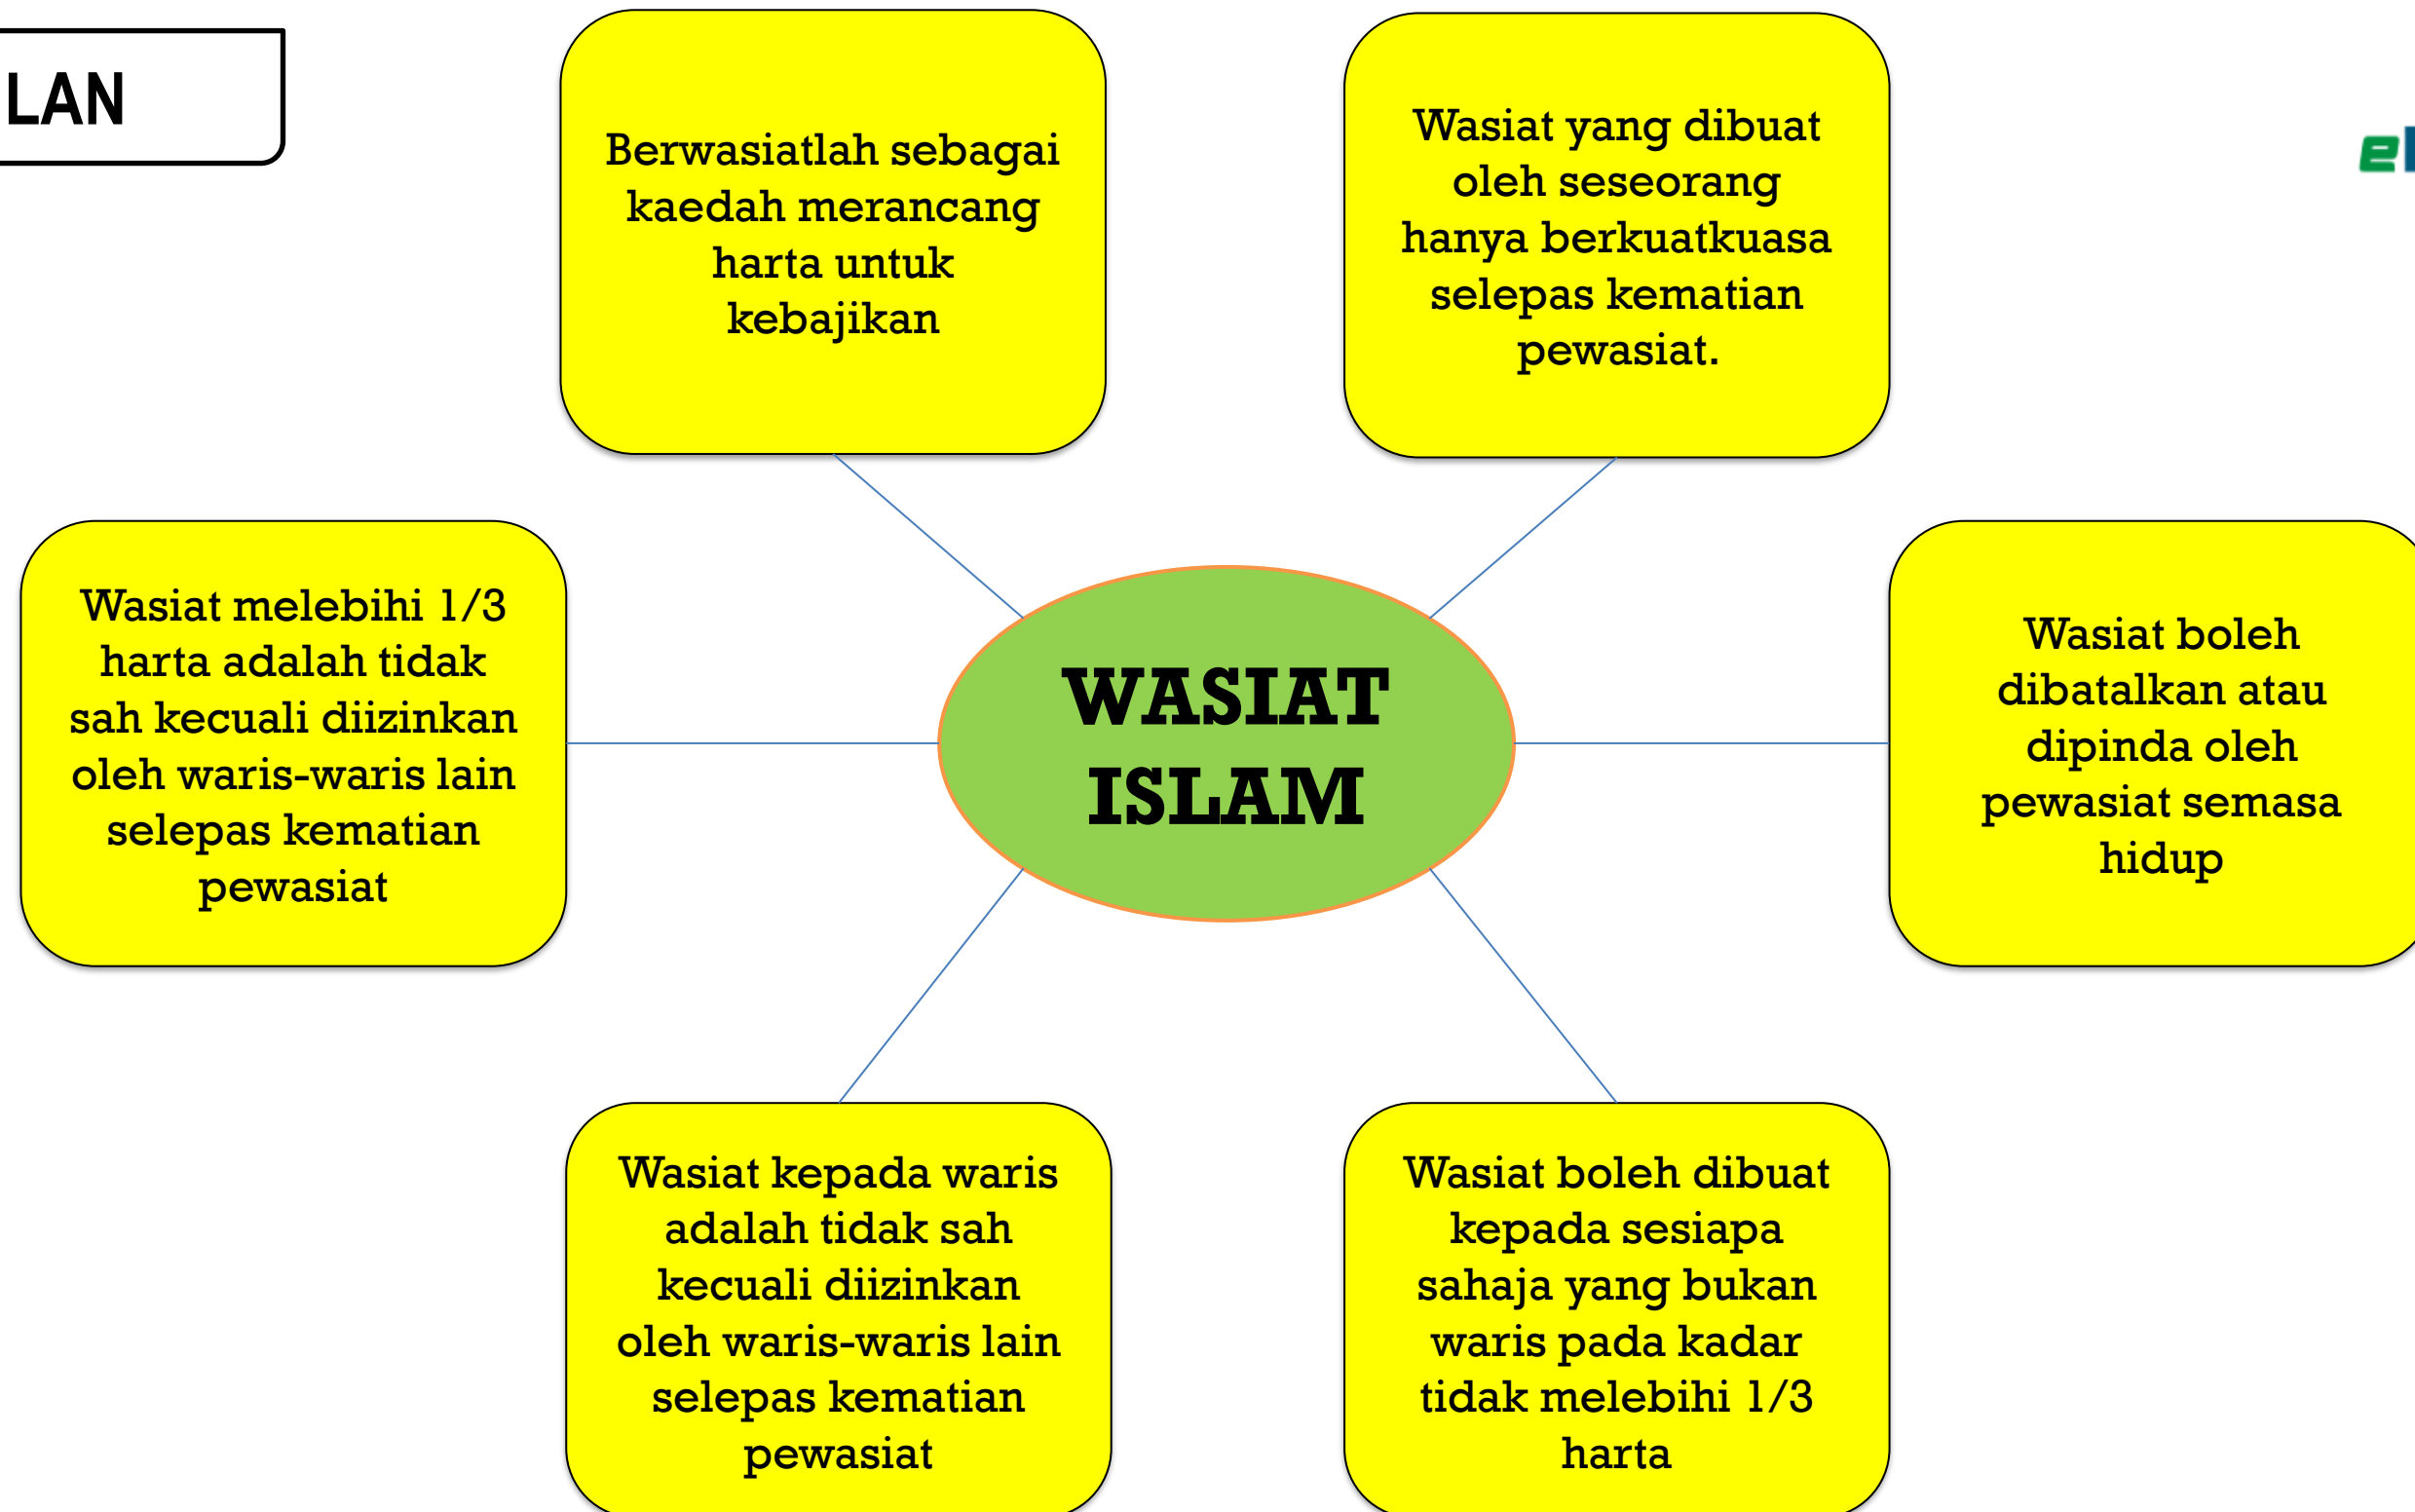 LAN
Berwasiatlah sebagai
kaedah merancang
harta untuk
kebajikan
Wasiat yang dibuat
oleh seseorang
hanya berkuatkuasa
selepas kematian
pewasiat.
Wasiat melebihi 1/3
harta adalah tidak
sah kecuali diizinkan
oleh waris-waris lain
selepas kematian
pewasiat
WASIAT
ISLAM
Wasiat boleh
dibatalkan atau
dipinda oleh
pewasiat semasa
hidup
Wasiat kepada waris
adalah tidak sah
kecuali diizinkan
oleh waris-waris lain
selepas kematian
pewasiat
Wasiat boleh dibuat
kepada sesiapa
sahaja yang bukan
waris pada kadar
tidak melebihi 1/3
harta